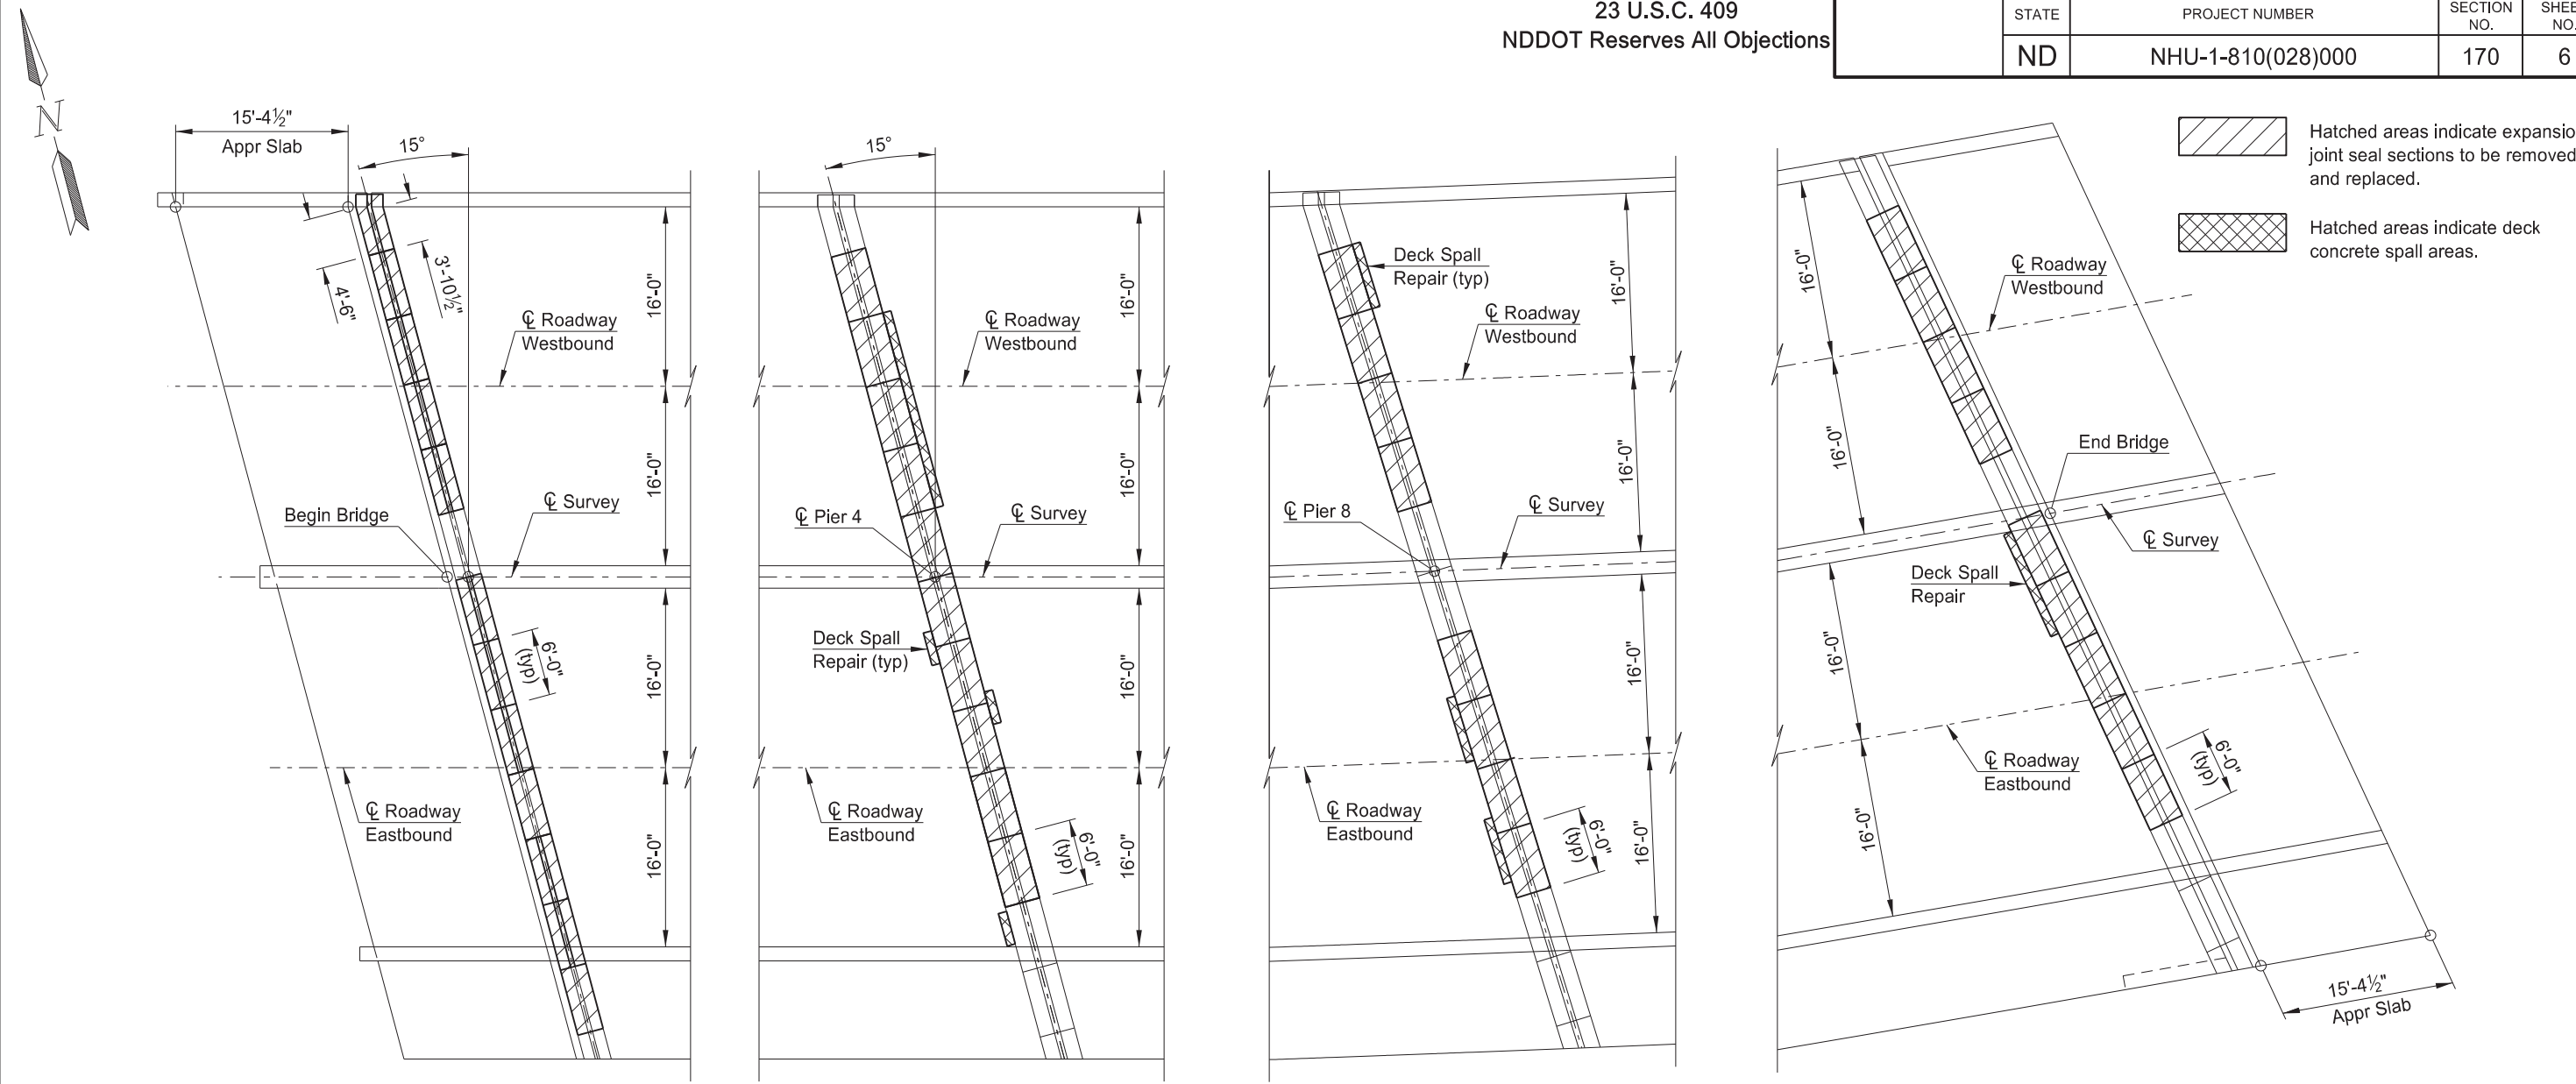 23 U.S.C. 409
NDDOT Reserves All Objections
STATE
PROJECT NUMBER
SECTION
NO.
SHEE
NO.
ND
NHU-1-810(028)000
170
6
N
Hatched areas indicate expansio
joint seal sections to be removed
and replaced.
Hatched areas indicate deck
concrete spall areas.
15'-4½"
Appr Slab
15°
4'-6"
3'-10½"
16'-0"
℄ Roadway
Westbound
16'-0"
Begin Bridge
℄ Survey
6'-0"
(typ)
16'-0"
℄ Roadway
Eastbound
16'-0"
15°
16'-0"
℄ Roadway
Westbound
16'-0"
℄ Pier 4
℄ Survey
Deck Spall
Repair (typ)
16'-0"
℄ Roadway
Eastbound
6'-0"
(typ)
16'-0"
Deck Spall
Repair (typ)
16'-0"
℄ Roadway
Westbound
16'-0"
℄ Pier 8
℄ Survey
16'-0"
℄ Roadway
Eastbound
6'-0"
(typ)
16'-0"
16'-0"
℄ Roadway
Westbound
16'-0"
End Bridge
℄ Survey
Deck Spall
Repair
16'-0"
℄ Roadway
Eastbound
6'-0"
(typ)
16'-0"
15'-4½"
Appr Slab